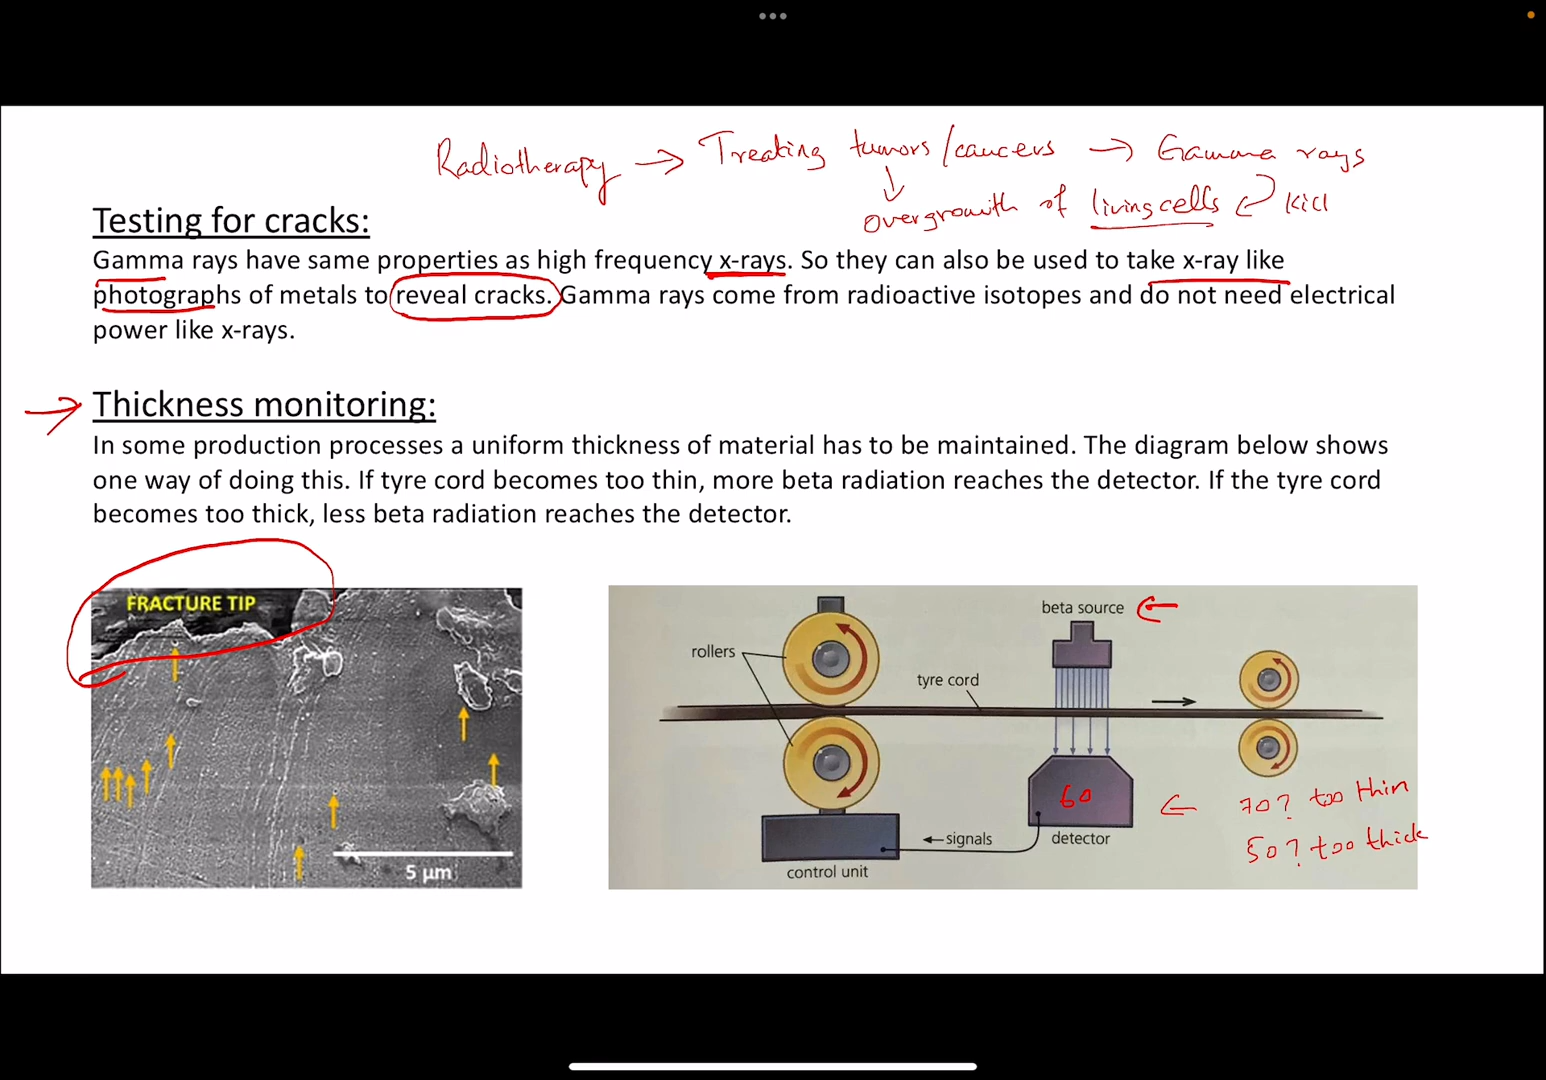 Radiotherapy → Treating tumors/cancers → Gamma rays
↓
overgrowth of living cells kill
Testing for cracks:
Gamma rays have same properties as high frequency x-rays. So they can also be used to take x-ray like
photographs of metals to reveal cracks. Gamma rays come from radioactive isotopes and do not need electrical
power like x-rays.
→ Thickness monitoring:
In some production processes a uniform thickness of material has to be maintained. The diagram below shows
one way of doing this. If tyre cord becomes too thin, more beta radiation reaches the detector. If the tyre cord
becomes too thick, less beta radiation reaches the detector.
FRACTURE TIP
5 μm
beta source ←
rollers
tyre cord
60
← 70? too thin
50? too thick
←signals
detector
control unit